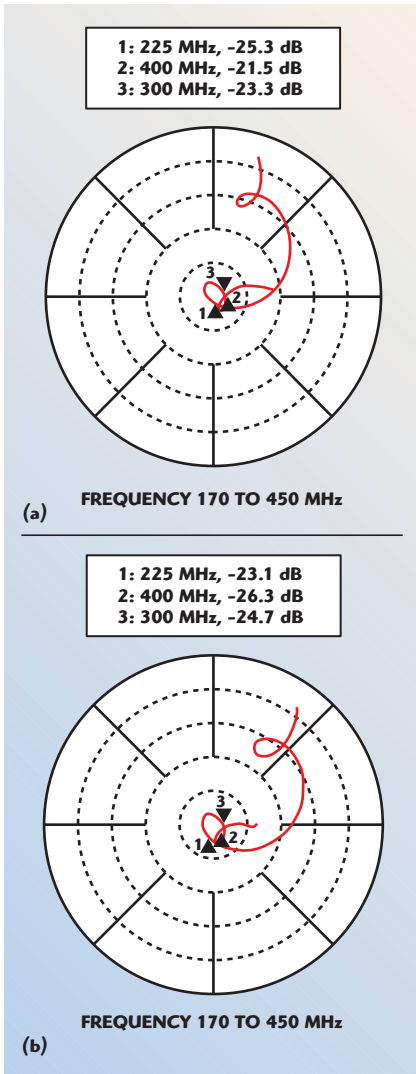 1: 225 MHz, -25.3 dB
2: 400 MHz, -21.5 dB
3: 300 MHz, -23.3 dB
3
2
1
FREQUENCY 170 TO 450 MHz
(a)
1: 225 MHz, -23.1 dB
2: 400 MHz, -26.3 dB
3: 300 MHz, -24.7 dB
3
2
1
FREQUENCY 170 TO 450 MHz
(b)